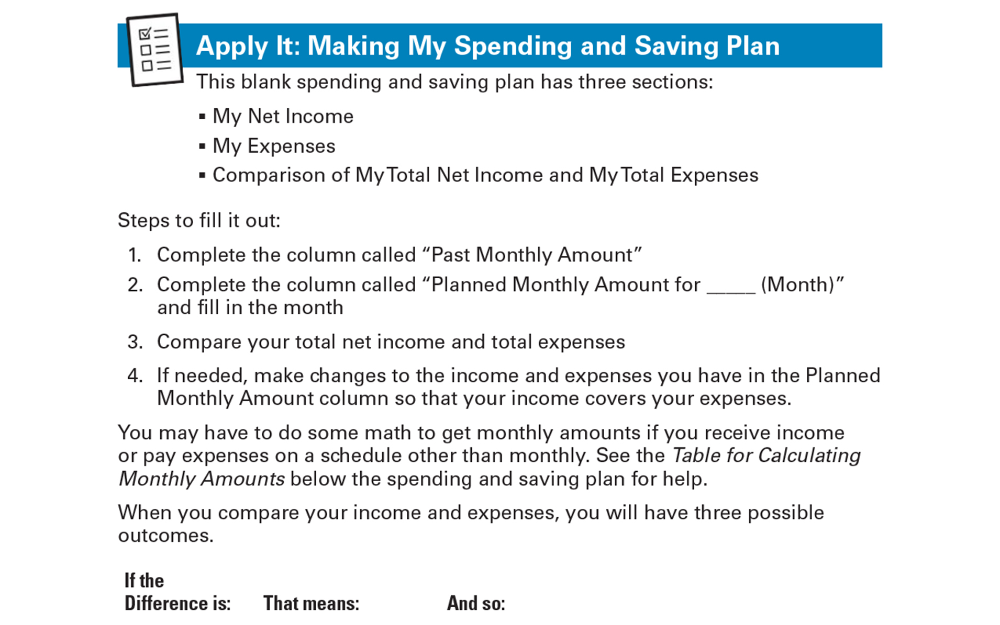 Apply It: Making My Spending and Saving Plan
This blank spending and saving plan has three sections:
▪ My Net Income
▪ My Expenses
▪ Comparison of My Total Net Income and My Total Expenses
Steps to fill it out:
1. Complete the column called “Past Monthly Amount”
2. Complete the column called “Planned Monthly Amount for _____ (Month)”
and fill in the month
3. Compare your total net income and total expenses
4. If needed, make changes to the income and expenses you have in the Planned
Monthly Amount column so that your income covers your expenses.
You may have to do some math to get monthly amounts if you receive income
or pay expenses on a schedule other than monthly. See the Table for Calculating
Monthly Amounts below the spending and saving plan for help.
When you compare your income and expenses, you will have three possible
outcomes.
If the
Difference is: That means: And so: